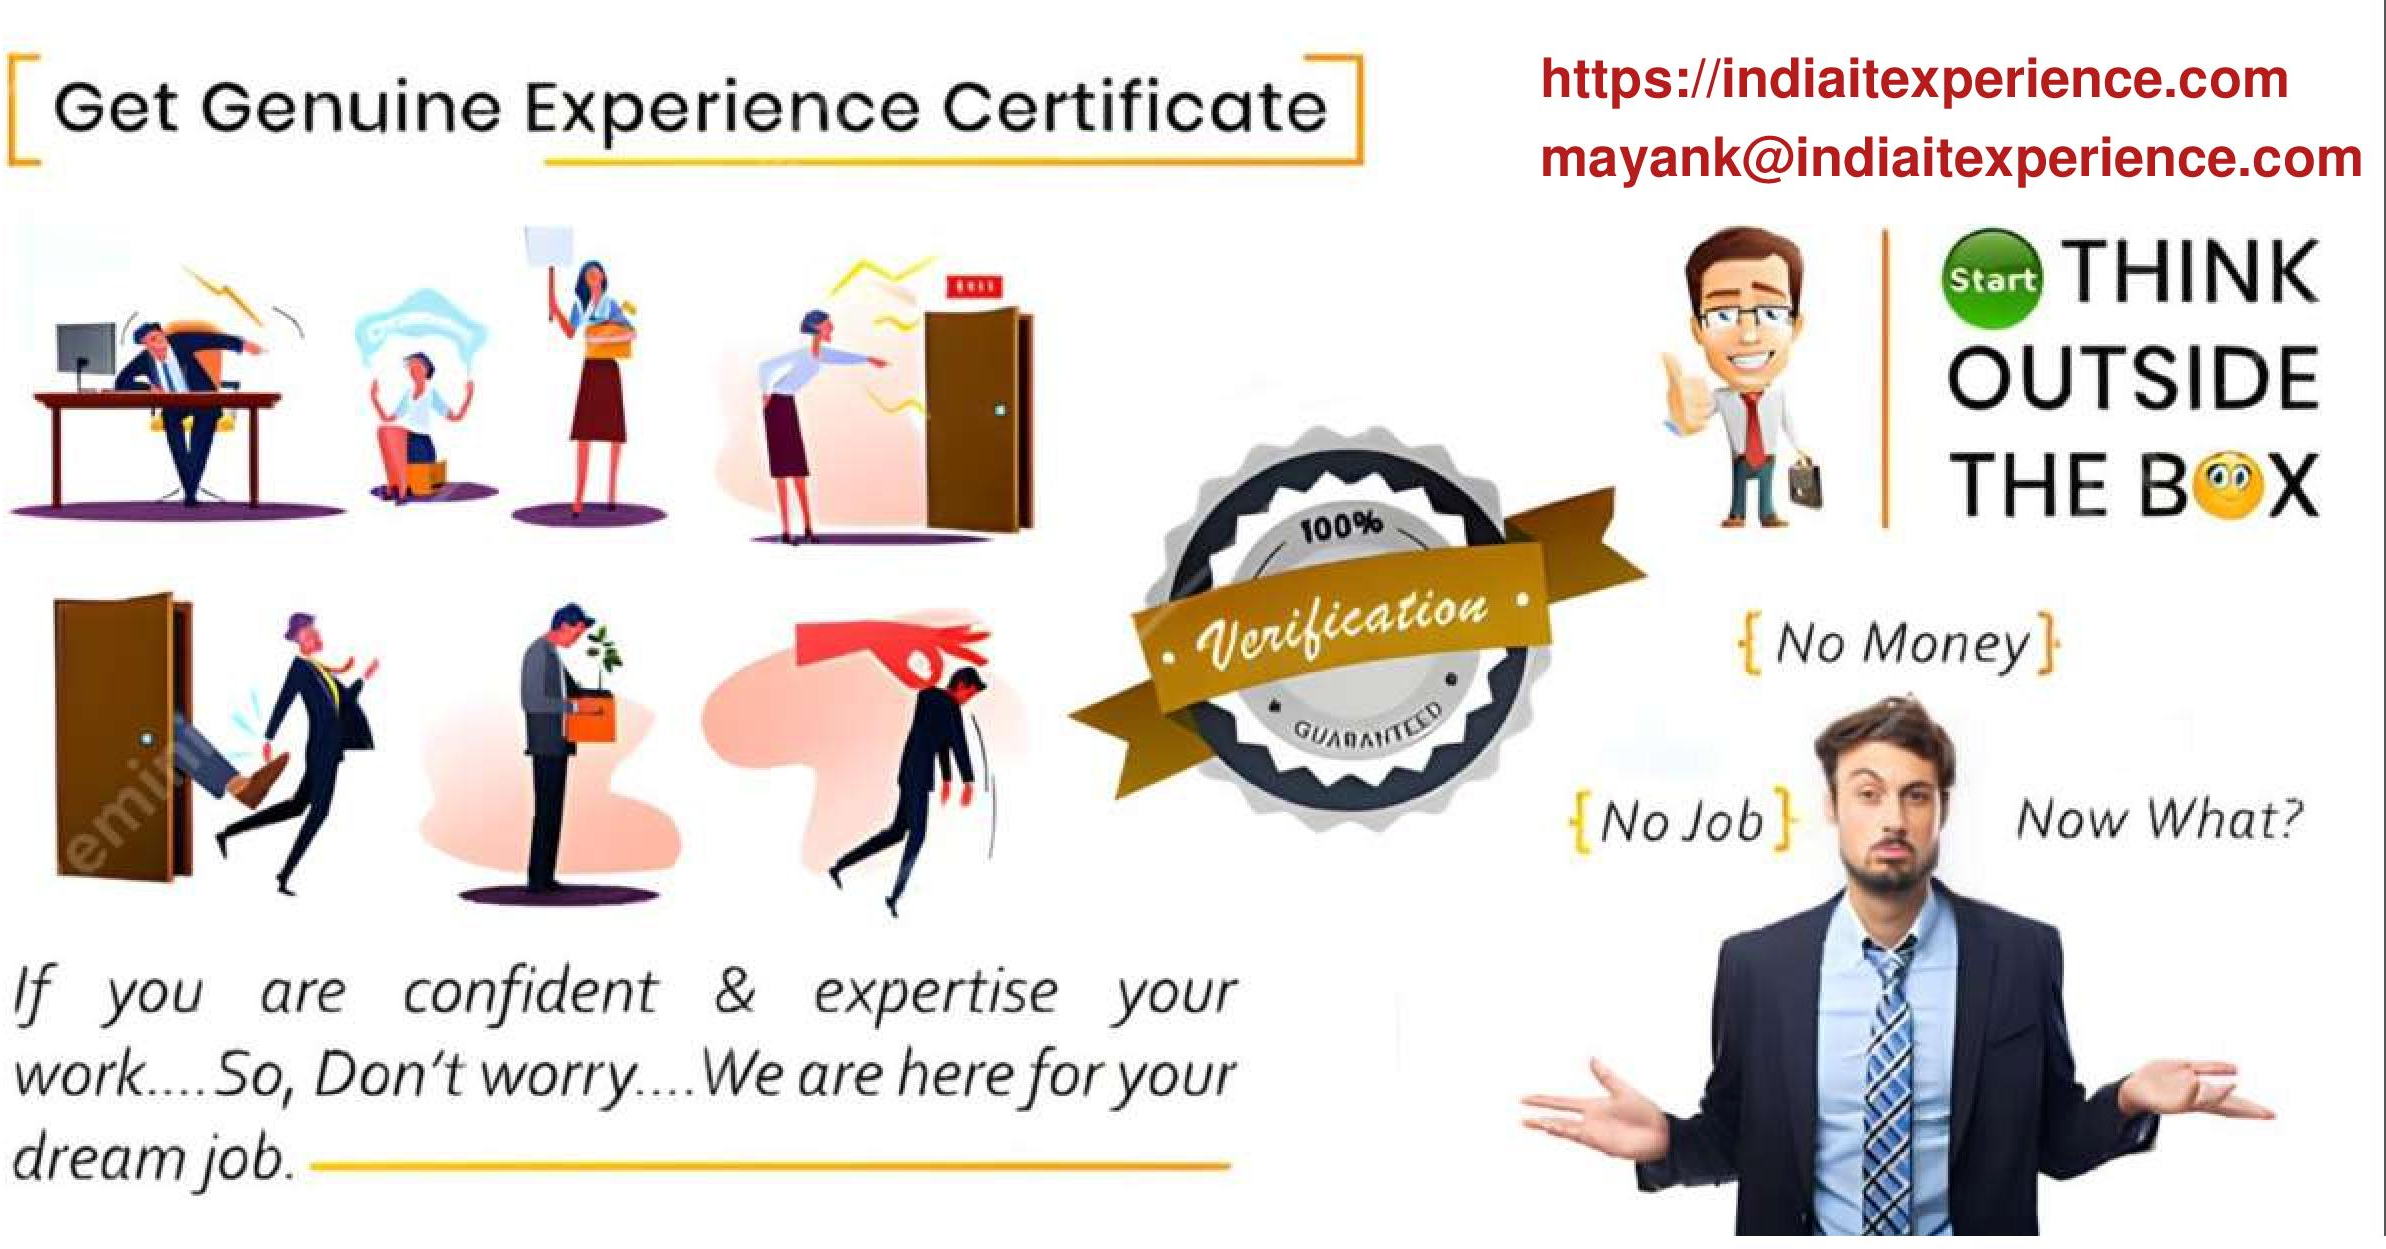 Get Genuine Experience Certificate
https://indiaitexperience.com
mayank@indiaitexperience.com
Start THINK
OUTSIDE
THE BOX
100%
Verification
GUARANTEED
{No Money}
{No Job}
Now What?
If you are confident & expertise your
work....So, Don't worry....We are here for your
dream job.